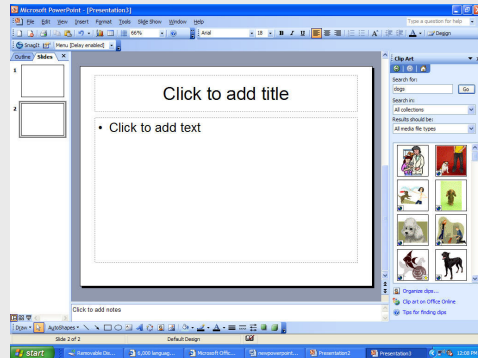 Microsoft PowerPoint - [Presentation3]
File Edit View Insert Format Tools Slide Show Window Help
Type a question for help
66%
Arial
18
B I U
Design
SnagIt
Menu [Delay enabled]
Outline Slides
Clip Art
1
2
Click to add title
• Click to add text
Search for:
dogs
Go
Search in:
All collections
Results should be:
All media file types
Organize clips...
Clip art on Office Online
Tips for finding clips
Click to add notes
Draw
AutoShapes
Slide 2 of 2
Default Design
start
Removable Dis...
5,000 languag...
Microsoft Offic...
newpowerpoint...
Presentation2
Presentation3
12:08 PM